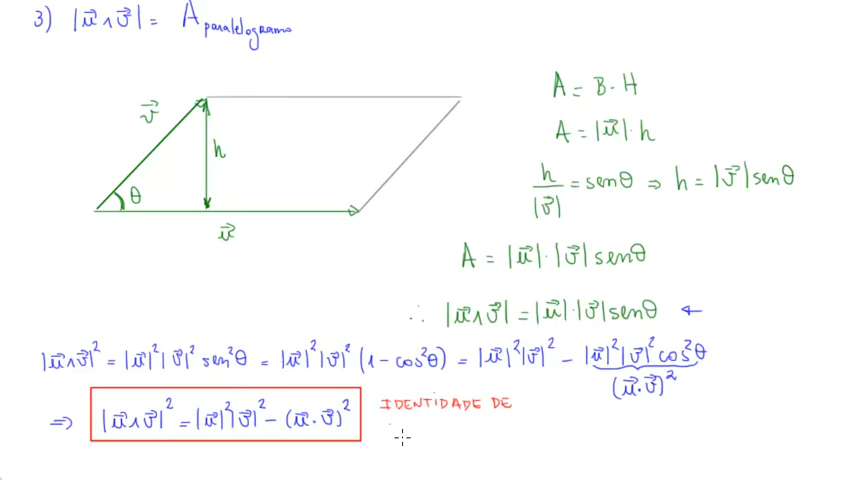 3) |u⃗ ∧ v⃗| = A paralelogramo
v⃗
h
θ
u⃗
A = B · H
A = |u⃗| · h
h/|v⃗| = senθ ⇒ h = |v⃗| senθ
A = |u⃗| · |v⃗| senθ
∴ |u⃗ ∧ v⃗| = |u⃗| · |v⃗| senθ ←
|u⃗ ∧ v⃗|² = |u⃗|² |v⃗|² sen²θ = |u⃗|² |v⃗|² (1 - cos²θ) = |u⃗|² |v⃗|² - |u⃗|² |v⃗|² cos²θ
(u⃗ · v⃗)²
⇒ |u⃗ ∧ v⃗|² = |u⃗|² |v⃗|² - (u⃗ · v⃗)² IDENTIDADE DE